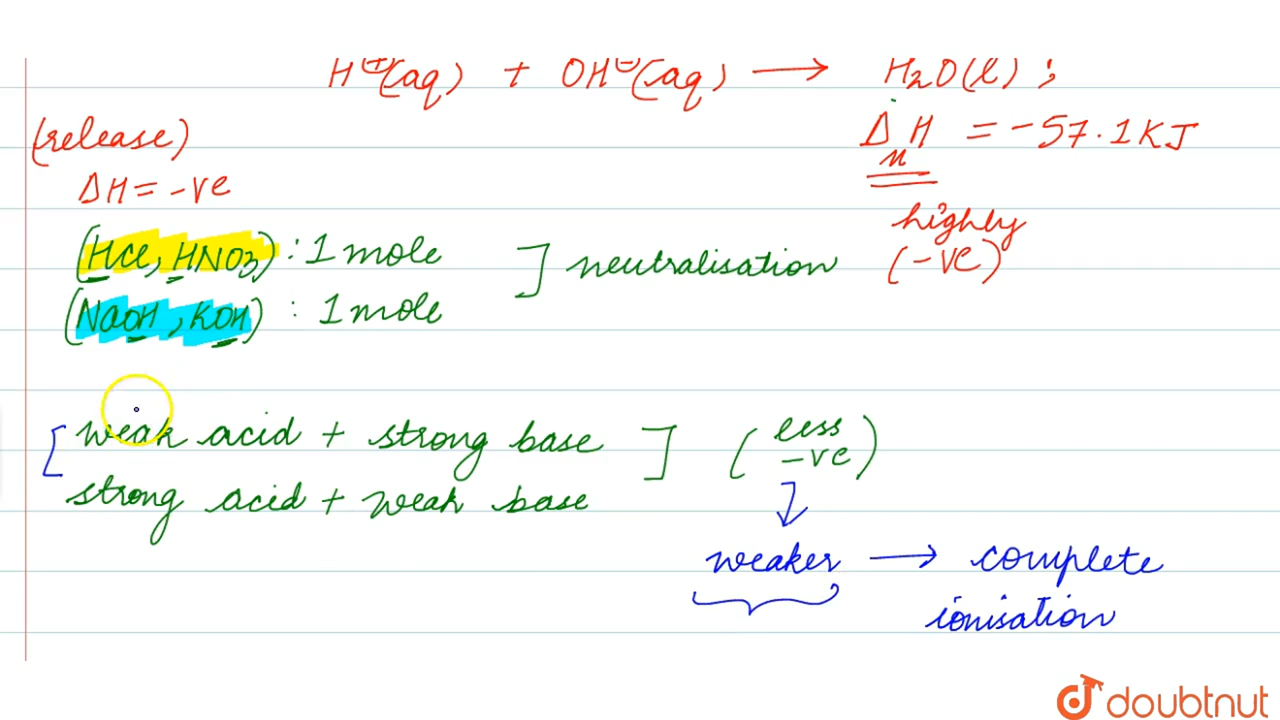 H⊕(aq) + OH⊖(aq) ⟶ H2O(l) ;
(release)
ΔH = -57.1 KJ
n
ΔH = -ve
highly
(-ve)
(HCl, HNO3) : 1 mole ] neutralisation
(NaOH, KOH) : 1 mole
[ weak acid + strong base ] (less
-ve)
strong acid + weak base
weaker ⟶ complete
ionisation
doubtnut